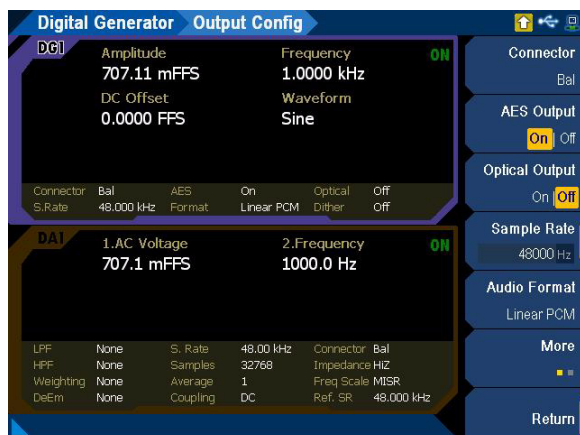 Digital Generator Output Config
DG1
Amplitude Frequency ON
707.11 mFFS 1.0000 kHz
DC Offset Waveform
0.0000 FFS Sine
Connector Bal AES On Optical Off
S.Rate 48.000 kHz Format Linear PCM Dither Off
DA1
1.AC Voltage 2.Frequency ON
707.1 mFFS 1000.0 Hz
LPF None S. Rate 48.00 kHz Connector Bal
HPF None Samples 32768 Impedance HiZ
Weighting None Average 1 Freq Scale MISR
DeEm None Coupling DC Ref. SR 48.000 kHz
Connector
Bal
AES Output
On | Off
Optical Output
On | Off
Sample Rate
48000 Hz
Audio Format
Linear PCM
More
Return